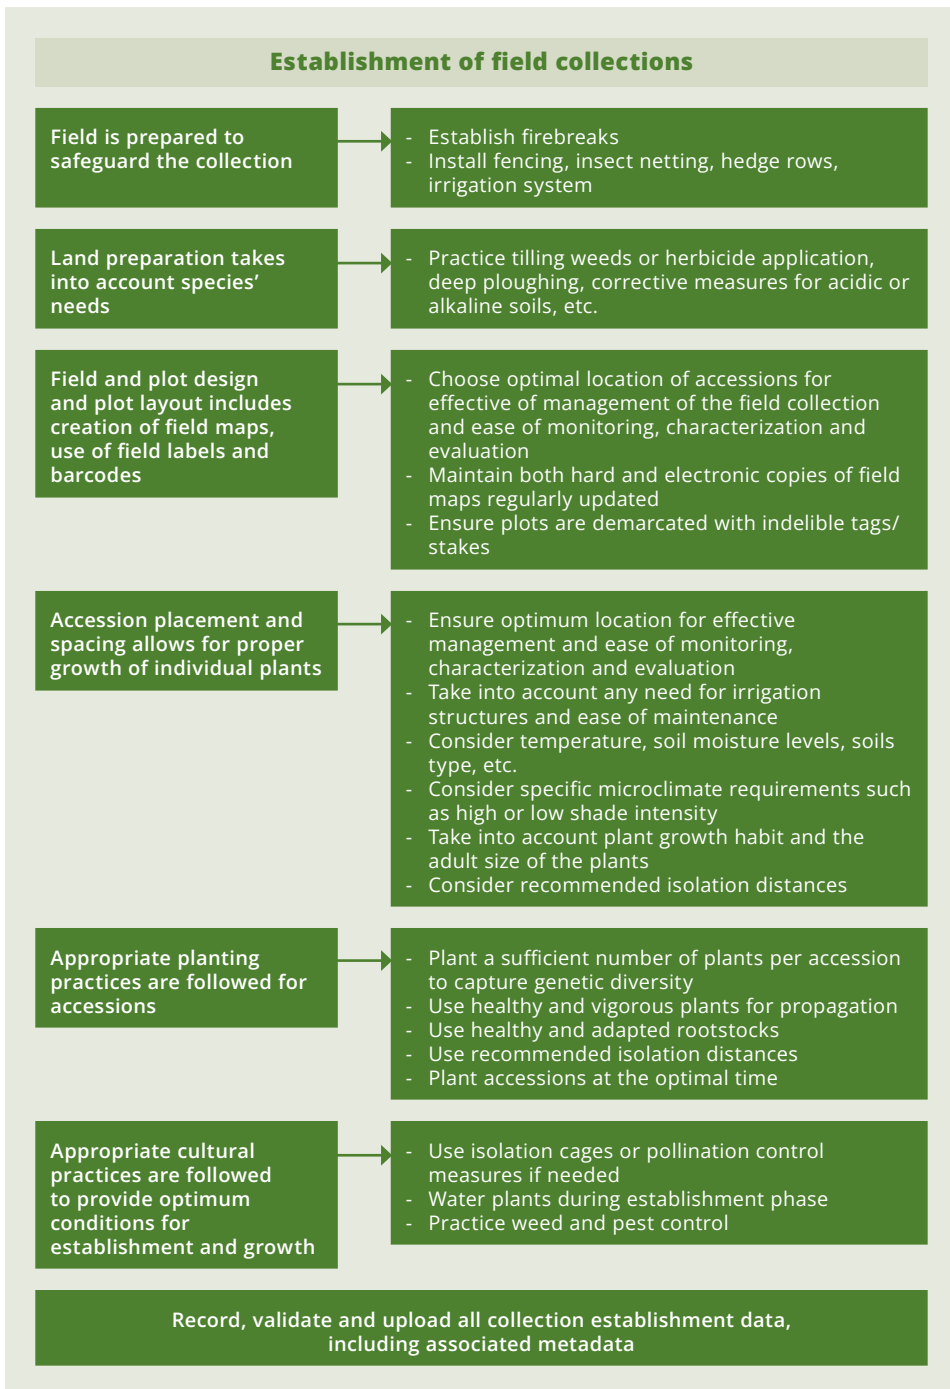 Establishment of field collections
Field is prepared to
safeguard the collection
- Establish firebreaks
- Install fencing, insect netting, hedge rows,
irrigation system
Land preparation takes
into account species’
needs
- Practice tilling weeds or herbicide application,
deep ploughing, corrective measures for acidic or
alkaline soils, etc.
Field and plot design
and plot layout includes
creation of field maps,
use of field labels and
barcodes
- Choose optimal location of accessions for
effective of management of the field collection
and ease of monitoring, characterization and
evaluation
- Maintain both hard and electronic copies of field
maps regularly updated
- Ensure plots are demarcated with indelible tags/
stakes
Accession placement and
spacing allows for proper
growth of individual plants
- Ensure optimum location for effective
management and ease of monitoring,
characterization and evaluation
- Take into account any need for irrigation
structures and ease of maintenance
- Consider temperature, soil moisture levels, soils
type, etc.
- Consider specific microclimate requirements such
as high or low shade intensity
- Take into account plant growth habit and the
adult size of the plants
- Consider recommended isolation distances
Appropriate planting
practices are followed for
accessions
- Plant a sufficient number of plants per accession
to capture genetic diversity
- Use healthy and vigorous plants for propagation
- Use healthy and adapted rootstocks
- Use recommended isolation distances
- Plant accessions at the optimal time
Appropriate cultural
practices are followed
to provide optimum
conditions for
establishment and growth
- Use isolation cages or pollination control
measures if needed
- Water plants during establishment phase
- Practice weed and pest control
Record, validate and upload all collection establishment data,
including associated metadata